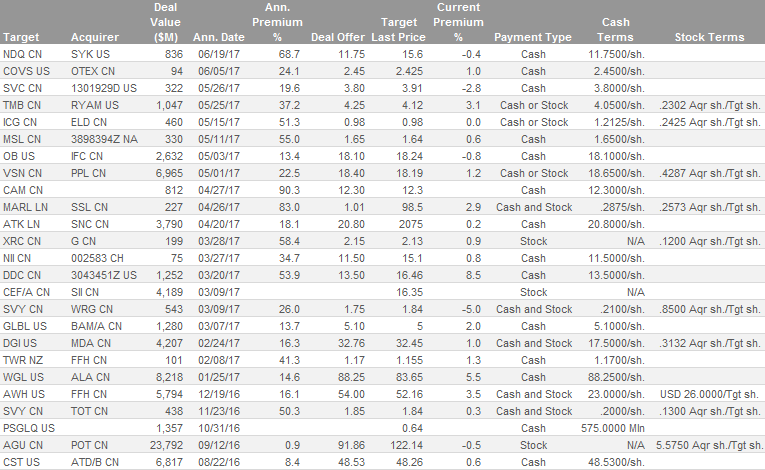 Deal Ann. Target Current
Value Premium Premium Cash
Target Acquirer ($M) Ann. Date % Deal Offer Last Price % Payment Type Terms Stock Terms
NDQ CN SYK US 836 06/19/17 68.7 11.75 15.6 -0.4 Cash 11.7500/sh.
COVS US OTEX CN 94 06/05/17 24.1 2.45 2.425 1.0 Cash 2.4500/sh.
SVC CN 1301929D US 322 05/26/17 19.6 3.80 3.91 -2.8 Cash 3.8000/sh.
TMB CN RYAM US 1,047 05/25/17 37.2 4.25 4.12 3.1 Cash or Stock 4.0500/sh. .2302 Aqr sh./Tgt sh.
ICG CN ELD CN 460 05/15/17 51.3 0.98 0.98 0.0 Cash or Stock 1.2125/sh. .2425 Aqr sh./Tgt sh.
MSL CN 3898394Z NA 330 05/11/17 55.0 1.65 1.64 0.6 Cash 1.6500/sh.
OB US IFC CN 2,632 05/03/17 13.4 18.10 18.24 -0.8 Cash 18.1000/sh.
VSN CN PPL CN 6,965 05/01/17 22.5 18.40 18.19 1.2 Cash or Stock 18.6500/sh. .4287 Aqr sh./Tgt sh.
CAM CN 812 04/27/17 90.3 12.30 12.3 Cash 12.3000/sh.
MARL LN SSL CN 227 04/26/17 83.0 1.01 98.5 2.9 Cash and Stock .2875/sh. .2573 Aqr sh./Tgt sh.
ATK LN SNC CN 3,790 04/20/17 18.1 20.80 2075 0.2 Cash 20.8000/sh.
XRC CN G CN 199 03/28/17 58.4 2.15 2.13 0.9 Stock N/A .1200 Aqr sh./Tgt sh.
NII CN 002583 CH 75 03/27/17 34.7 11.50 15.1 0.8 Cash 11.5000/sh.
DDC CN 3043451Z US 1,252 03/20/17 53.9 13.50 16.46 8.5 Cash 13.5000/sh.
CEF/A CN SII CN 4,189 03/09/17 16.35 Stock N/A
SVY CN WRG CN 543 03/09/17 26.0 1.75 1.84 -5.0 Cash and Stock .2100/sh. .8500 Aqr sh./Tgt sh.
GLBL US BAM/A CN 1,280 03/07/17 13.7 5.10 5 2.0 Cash 5.1000/sh.
DGI US MDA CN 4,207 02/24/17 16.3 32.76 32.45 1.0 Cash and Stock 17.5000/sh. .3132 Aqr sh./Tgt sh.
TWR NZ FFH CN 101 02/08/17 41.3 1.17 1.155 1.3 Cash 1.1700/sh.
WGL US ALA CN 8,218 01/25/17 14.6 88.25 83.65 5.5 Cash 88.2500/sh.
AWH US FFH CN 5,794 12/19/16 16.1 54.00 52.16 3.5 Cash and Stock 23.0000/sh. USD 26.0000/Tgt sh.
SVY CN TOT CN 438 11/23/16 50.3 1.85 1.84 0.3 Cash and Stock .2000/sh. .1300 Aqr sh./Tgt sh.
PSGLQ US 1,357 10/31/16 0.64 Cash 575.0000 Mln
AGU CN POT CN 23,792 09/12/16 0.9 91.86 122.14 -0.5 Stock N/A 5.5750 Aqr sh./Tgt sh.
CST US ATD/B CN 6,817 08/22/16 8.4 48.53 48.26 0.6 Cash 48.5300/sh.